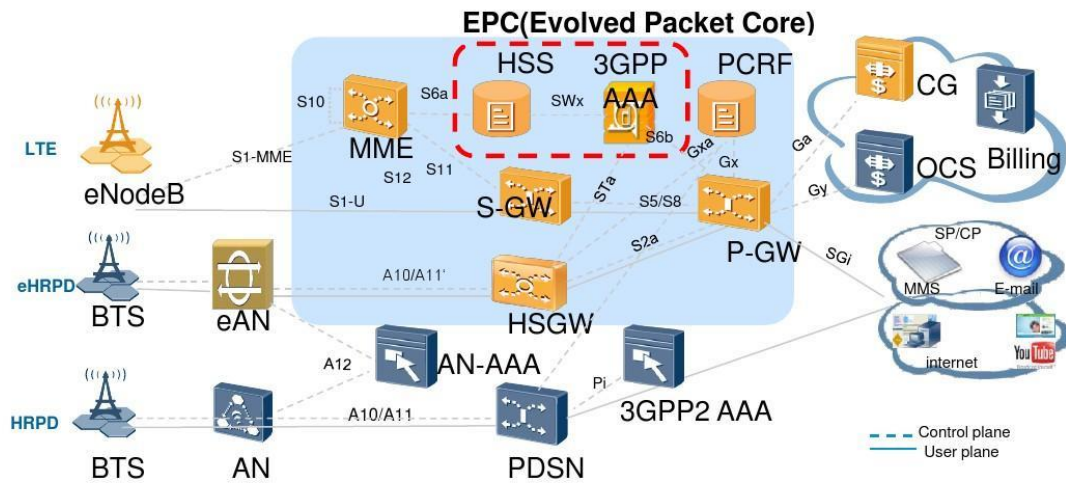 EPC(Evolved Packet Core)
HSS
3GPP
AAA
PCRF
CG
S10
S6a
SWx
S6b
Gxa
Gx
Ga
LTE
S1-MME
MME
S12
S11
STa
OCS
Billing
eNodeB
S1-U
S-GW
S5/S8
Gy
S2a
P-GW
SGi
SP/CP
MMS
E-mail
eHRPD
BTS
eAN
A10/A11'
HSGW
internet
You
Tube
A12
AN-AAA
Pi
3GPP2 AAA
HRPD
BTS
AN
A10/A11
PDSN
Control plane
User plane